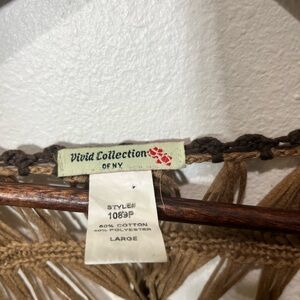 Vivid Collection
OF NY
STYLE#
1089P
60% COTTON
40% POLYESTER
LARGE